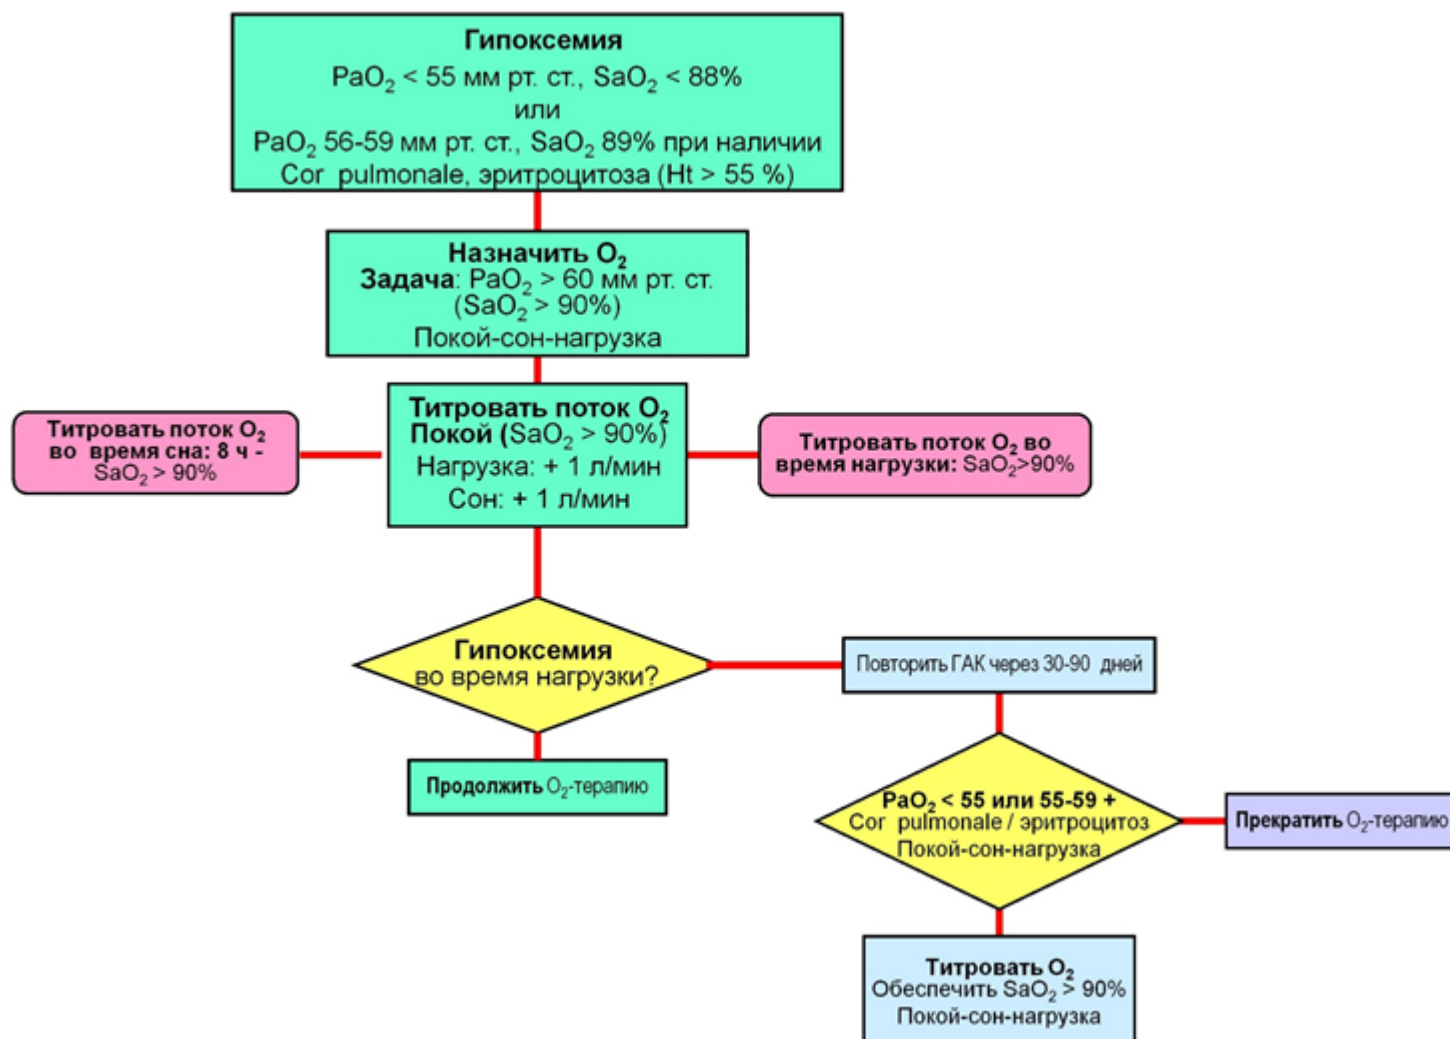 Гипоксемия
PaO₂ < 55 мм рт. ст., SaO₂ < 88%
или
PaO₂ 56-59 мм рт. ст., SaO₂ 89% при наличии
Cor pulmonale, эритроцитоза (Ht > 55 %)
Назначить O₂
Задача: PaO₂ > 60 мм рт. ст.
(SaO₂ > 90%)
Покой-сон-нагрузка
Титровать поток O₂
во время сна: 8 ч -
SaO₂ > 90%
Титровать поток O₂
Покой (SaO₂ > 90%)
Нагрузка: + 1 л/мин
Сон: + 1 л/мин
Титровать поток O₂ во
время нагрузки: SaO₂>90%
Гипоксемия
во время нагрузки?
Повторить ГАК через 30-90 дней
Продолжить O₂-терапию
PaO₂ < 55 или 55-59 +
Cor pulmonale / эритроцитоз
Покой-сон-нагрузка
Прекратить O₂-терапию
Титровать O₂
Обеспечить SaO₂ > 90%
Покой-сон-нагрузка